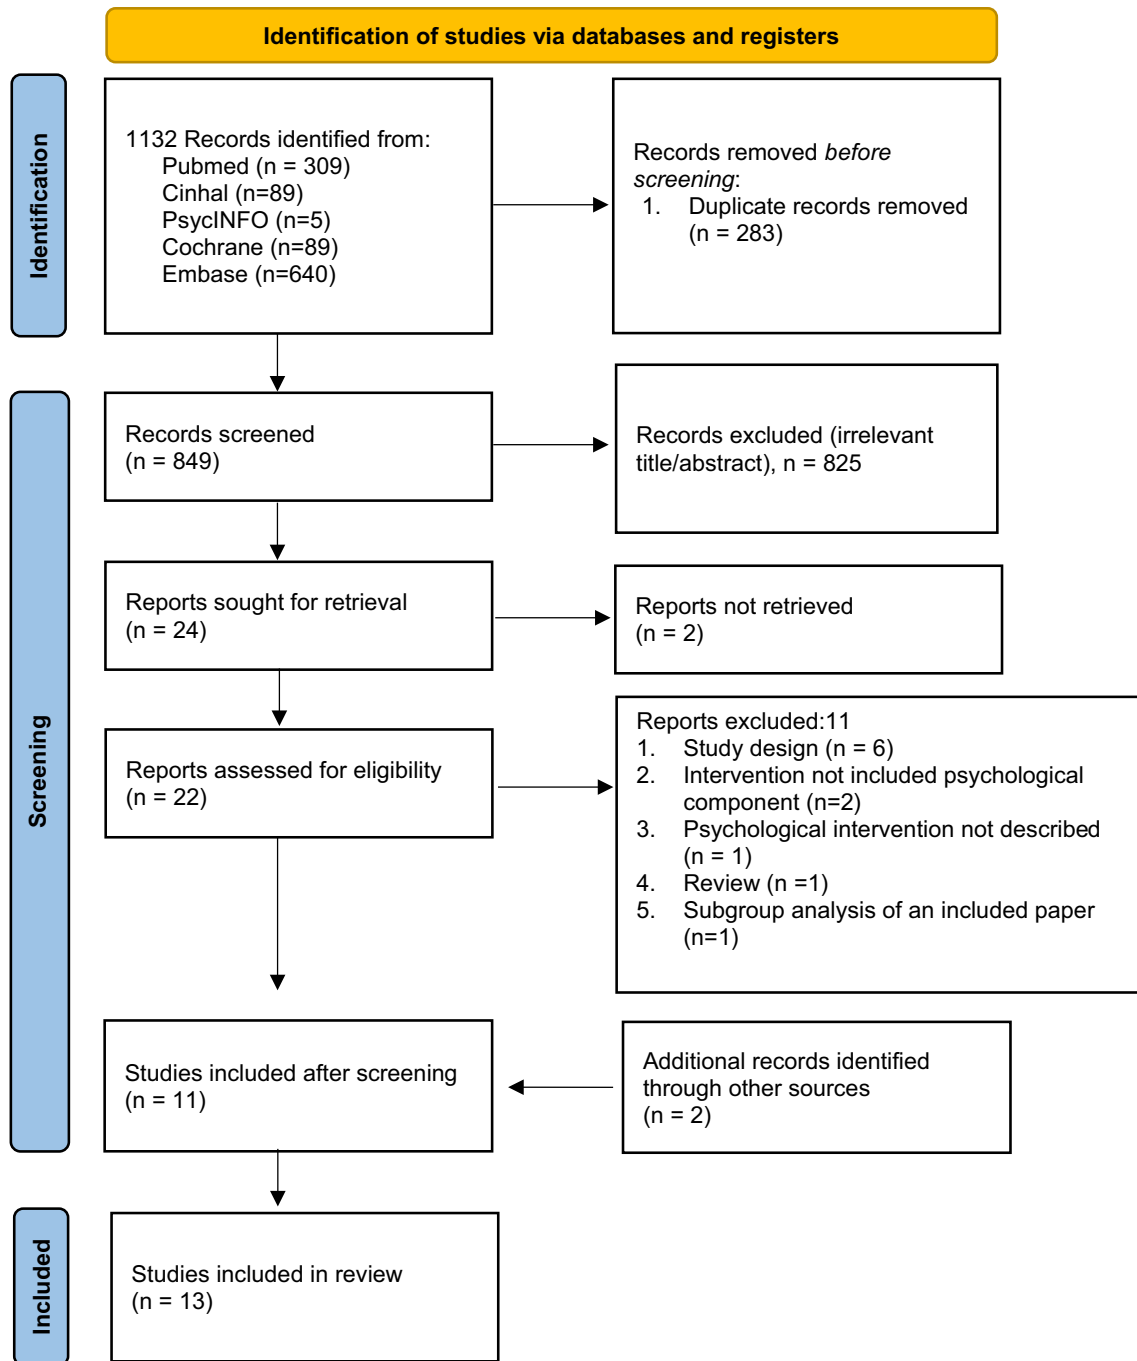 Identification of studies via databases and registers
Identification
1132 Records identified from:
Pubmed (n = 309)
Cinhal (n=89)
PsycINFO (n=5)
Cochrane (n=89)
Embase (n=640)
Records removed before
screening:
1. Duplicate records removed
(n = 283)
Screening
Records screened
(n = 849)
Records excluded (irrelevant
title/abstract), n = 825
Reports sought for retrieval
(n = 24)
Reports not retrieved
(n = 2)
Reports assessed for eligibility
(n = 22)
Reports excluded:11
1. Study design (n = 6)
2. Intervention not included psychological
component (n=2)
3. Psychological intervention not described
(n = 1)
4. Review (n =1)
5. Subgroup analysis of an included paper
(n=1)
Studies included after screening
(n = 11)
Additional records identified
through other sources
(n = 2)
Included
Studies included in review
(n = 13)